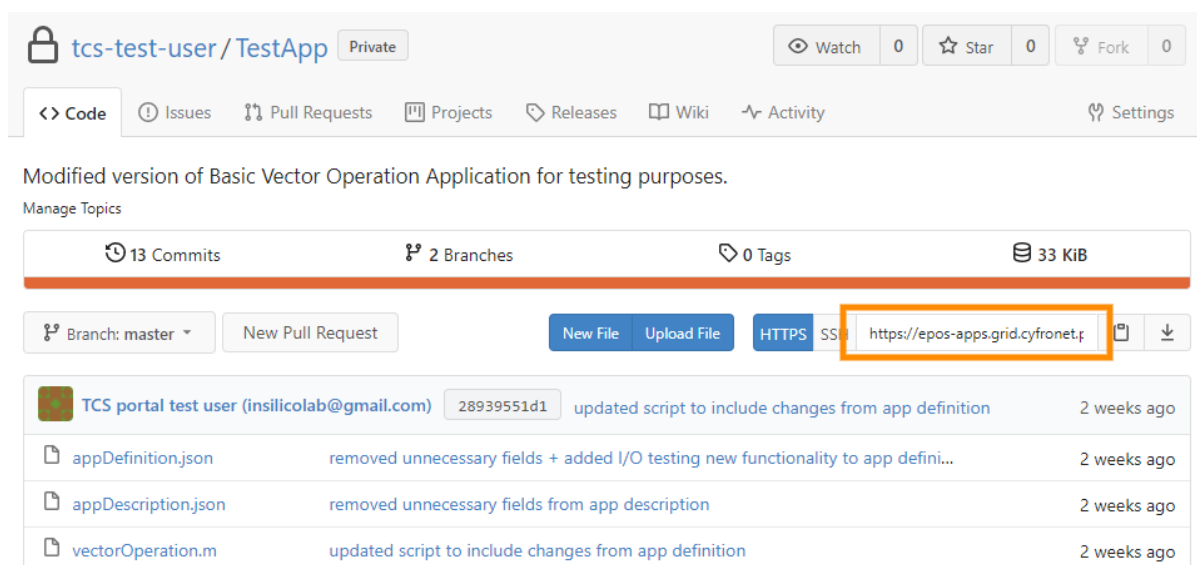 tcs-test-user / TestApp Private Watch 0 Star 0 Fork 0
Code Issues Pull Requests Projects Releases Wiki Activity Settings
Modified version of Basic Vector Operation Application for testing purposes.
Manage Topics
13 Commits 2 Branches 0 Tags 33 KiB
Branch: master New Pull Request New File Upload File HTTPS SSH https://epos-apps.grid.cyfronet.p
TCS portal test user (insilicolab@gmail.com) 28939551d1 updated script to include changes from app definition 2 weeks ago
appDefinition.json removed unnecessary fields + added I/O testing new functionality to app defini... 2 weeks ago
appDescription.json removed unnecessary fields from app description 2 weeks ago
vectorOperation.m updated script to include changes from app definition 2 weeks ago